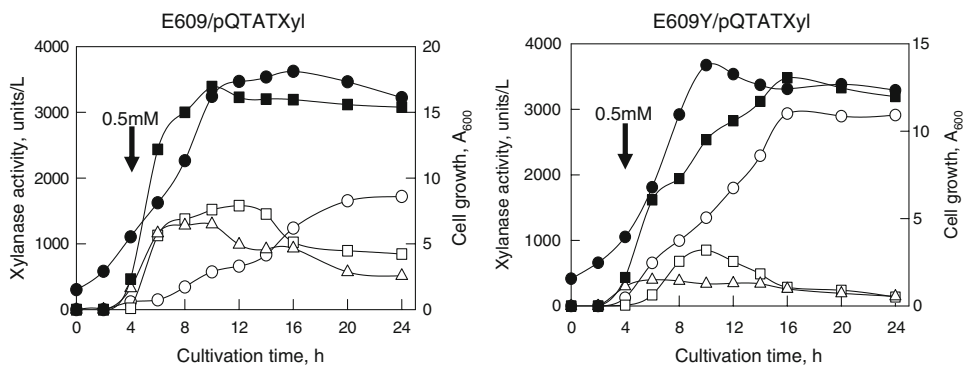 E609/pQTATXyl
E609Y/pQTATXyl
4000
3000
2000
1000
0
Xylanase activity, units/L
20
15
10
5
0
Cell growth, A600
0.5mM
0 4 8 12 16 20 24
Cultivation time, h
4000
3000
2000
1000
0
Xylanase activity, units/L
15
10
5
0
Cell growth, A600
0.5mM
0 4 8 12 16 20 24
Cultivation time, h